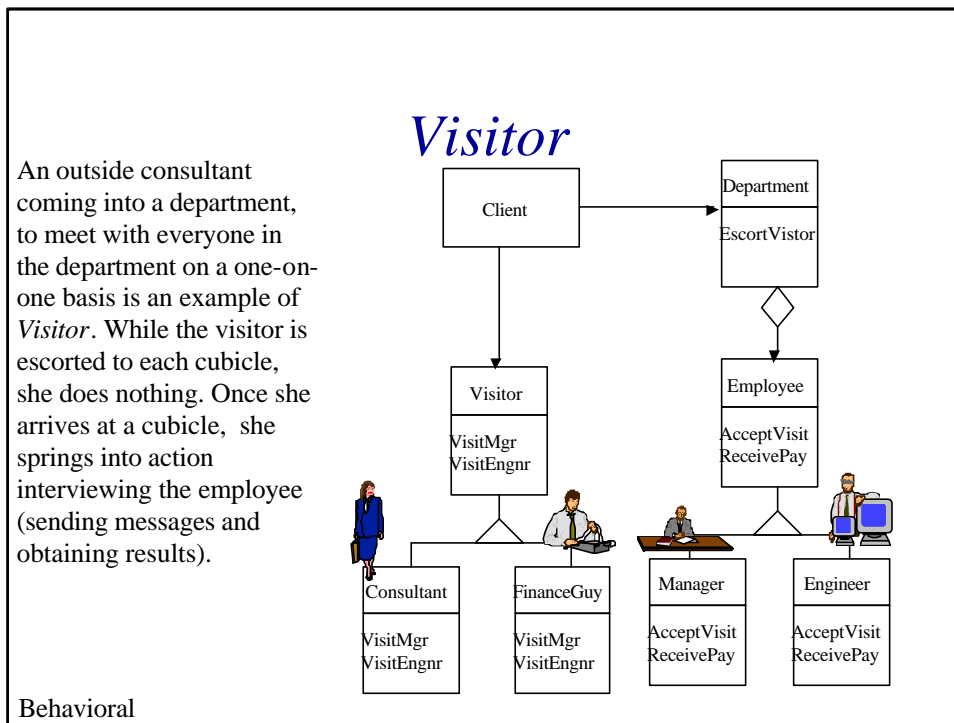 Visitor
An outside consultant
coming into a department,
to meet with everyone in
the department on a one-on-
one basis is an example of
Visitor. While the visitor is
escorted to each cubicle,
she does nothing. Once she
arrives at a cubicle, she
springs into action
interviewing the employee
(sending messages and
obtaining results).
Client
Department
EscortVistor
Visitor
VisitMgr
VisitEngnr
Employee
AcceptVisit
ReceivePay
Consultant
VisitMgr
VisitEngnr
FinanceGuy
VisitMgr
VisitEngnr
Manager
AcceptVisit
ReceivePay
Engineer
AcceptVisit
ReceivePay
Behavioral